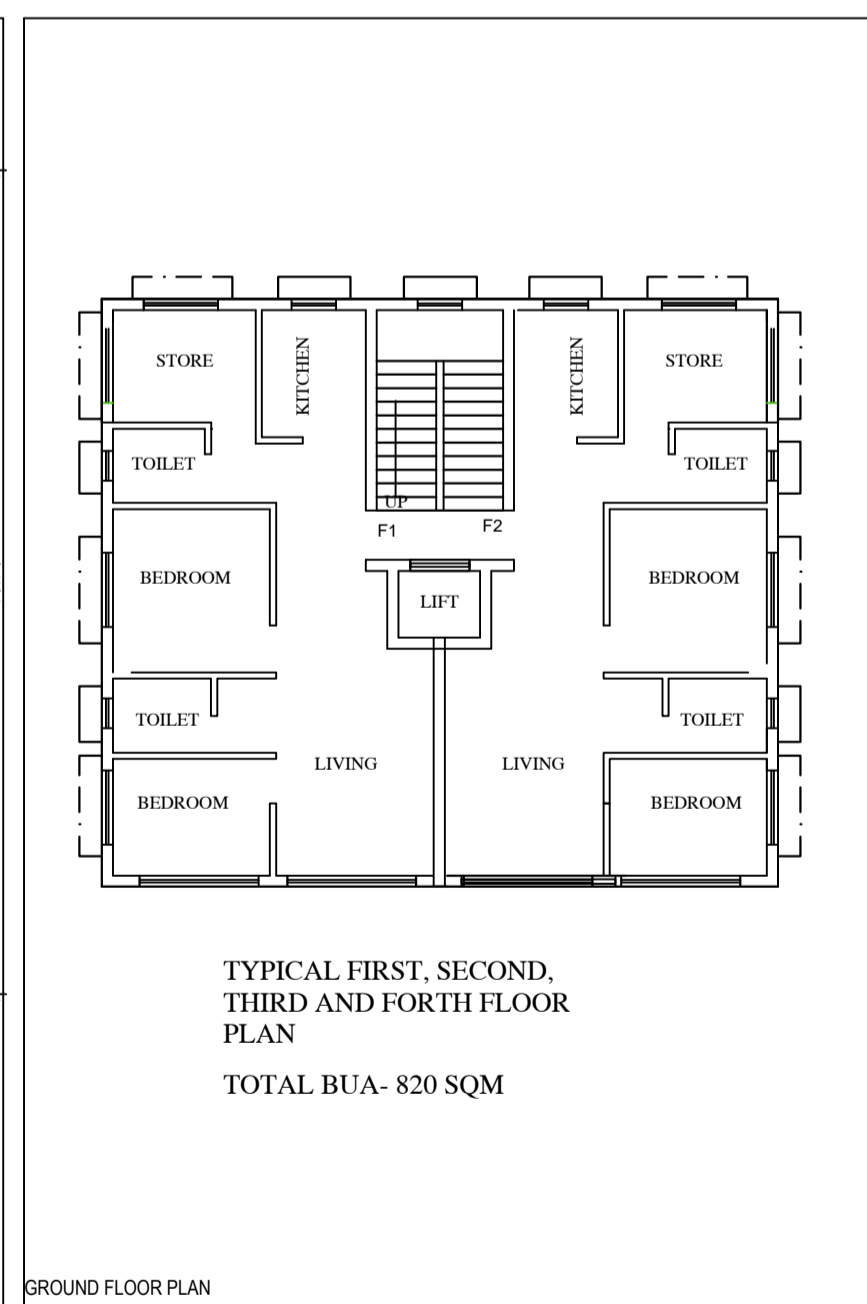 STORE
KITCHEN
KITCHEN
STORE
TOILET
TOILET
UP
F1
F2
BEDROOM
BEDROOM
LIFT
TOILET
TOILET
LIVING
LIVING
BEDROOM
BEDROOM
TYPICAL FIRST, SECOND,
THIRD AND FORTH FLOOR
PLAN
TOTAL BUA- 820 SQM
GROUND FLOOR PLAN